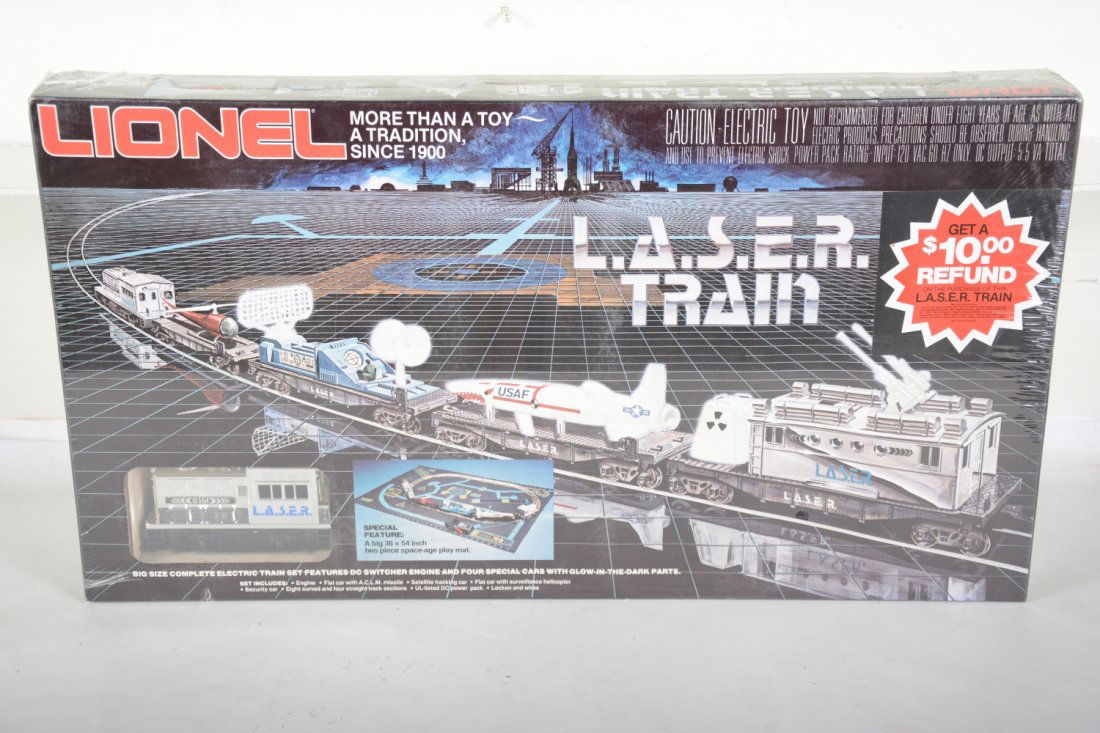 LIONEL
MORE THAN A TOY ~
A TRADITION,
SINCE 1900
CAUTION - ELECTRIC TOY NOT RECOMMENDED FOR CHILDREN UNDER EIGHT YEARS OF AGE. AS WITH ALL
ELECTRIC PRODUCTS, PRECAUTIONS SHOULD BE OBSERVED DURING HANDLING
AND USE TO PREVENT ELECTRIC SHOCK. POWER PACK RATING-INPUT-120 VAC 60 HZ ONLY DC OUTPUT-5.5 VA TOTAL
L.A.S.E.R.
TRAIN
GET A
$10.00
REFUND
ON THE PURCHASE OF THIS
L.A.S.E.R. TRAIN
USAF
L.A.S.E.R.
L.A.S.E.R.
LASER
L.A.S.E.R.
L.A.S.E.R.
SPECIAL
FEATURE:
A big 36 × 54 inch
two piece space-age play mat.
BIG SIZE COMPLETE ELECTRIC TRAIN SET FEATURES DC SWITCHER ENGINE AND FOUR SPECIAL CARS WITH GLOW-IN-THE-DARK PARTS.
SET INCLUDES: • Engine • Flat car with A.C.L.M. missile • Satellite tracking car • Flat car with surveillance helicopter
• Security car • Eight curved and four straight track sections • UL-listed DC power pack • Lockon and wires